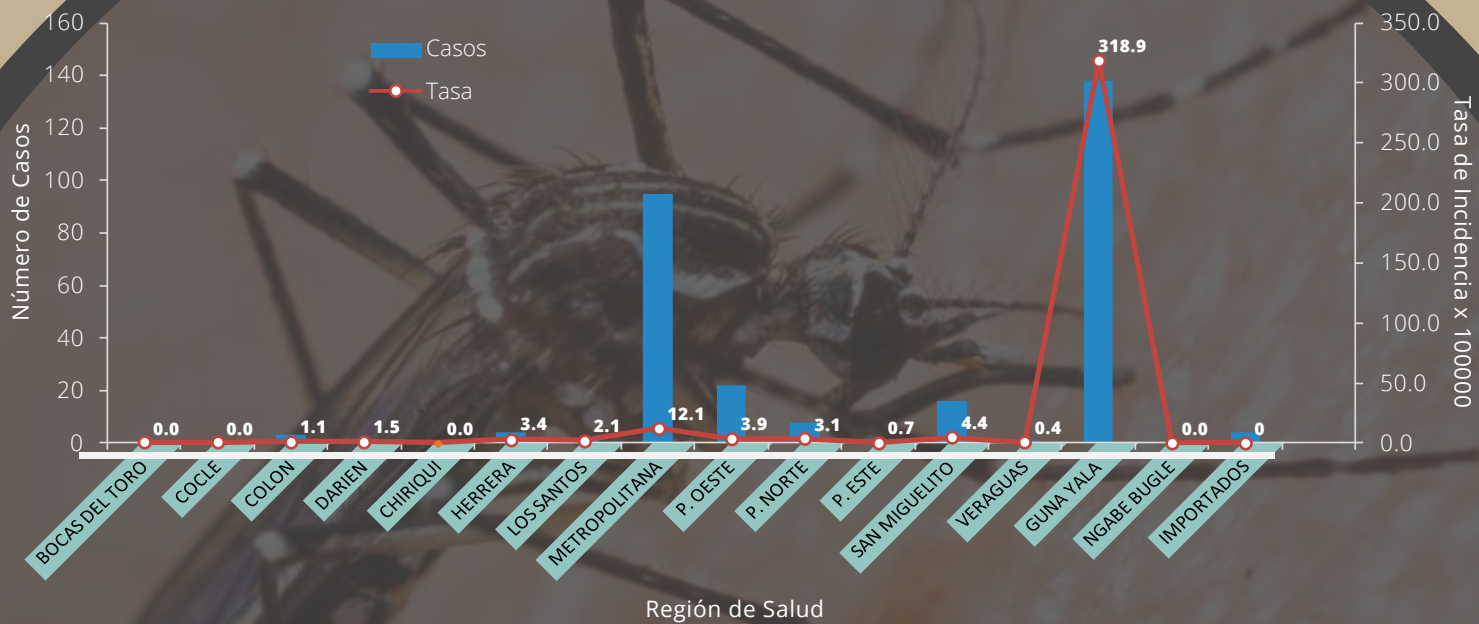 160
140
120
100
80
60
40
20
0
Número de Casos
Casos
Tasa
350.0
300.0
250.0
200.0
150.0
100.0
50.0
0.0
Tasa de Incidencia x 100000
0.0
0.0
1.1
1.5
0.0
3.4
2.1
12.1
3.9
3.1
0.7
4.4
0.4
318.9
0.0
0
BOCAS DEL TORO
COCLE
COLON
DARIEN
CHIRIQUI
HERRERA
LOS SANTOS
METROPOLITANA
P. OESTE
P. NORTE
P. ESTE
SAN MIGUELITO
VERAGUAS
GUNA YALA
NGABE BUGLE
IMPORTADOS
Región de Salud